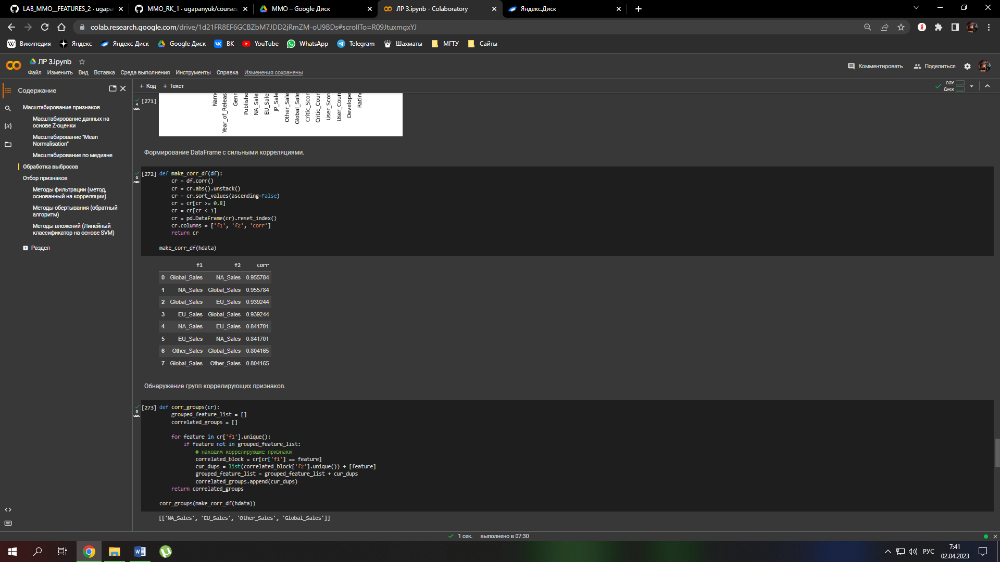 LAB_MMO__FEATURES_2 · ugapan
MMO_RK_1 · ugapanyuk/courses
MMO – Google Диск
ЛР 3.ipynb - Colaboratory
Яндекс.Диск
colab.research.google.com/drive/1d21FR8EF6GCBZbM7JDD2jRmZM-oU9BDs#scrollTo=R09JtuxmgxYJ
Википедия
Яндекс
Яндекс Диск
Google Диск
ВК
YouTube
WhatsApp
Telegram
Шахматы
МГТУ
Сайты
ЛР 3.ipynb
Файл Изменить Вид Вставка Среда выполнения Инструменты Справка Изменения сохранены
Комментировать
Поделиться
+ Код + Текст
ОЗУ
Диск
Содержание
Масштабирование признаков
Масштабирование данных на
основе Z-оценки
Масштабирование "Mean
Normalisation"
Масштабирование по медиане
Обработка выбросов
Отбор признаков
Методы фильтрации (метод,
основанный на корреляции)
Методы обертывания (обратный
алгоритм)
Методы вложений (Линейный
классификатор на основе SVM)
Раздел
[271]
4
сек.
Name
Year_of_Releas
Genr
Publishe
NA_Sale
EU_Sale
JP_Sale
Other_Sale
Global_Sale
Critic_Scor
Critic_Coun
User_Scor
User_Coun
Develope
Ratin
Формирование DataFrame с сильными корреляциями.
[272]
0
сек.
def make_corr_df(df):
    cr = df.corr()
    cr = cr.abs().unstack()
    cr = cr.sort_values(ascending=False)
    cr = cr[cr >= 0.8]
    cr = cr[cr < 1]
    cr = pd.DataFrame(cr).reset_index()
    cr.columns = ['f1', 'f2', 'corr']
    return cr
make_corr_df(hdata)
f1 f2 corr
0 Global_Sales NA_Sales 0.955784
1 NA_Sales Global_Sales 0.955784
2 Global_Sales EU_Sales 0.939244
3 EU_Sales Global_Sales 0.939244
4 NA_Sales EU_Sales 0.841701
5 EU_Sales NA_Sales 0.841701
6 Other_Sales Global_Sales 0.804165
7 Global_Sales Other_Sales 0.804165
Обнаружение групп коррелирующих признаков.
[273]
0
сек.
def corr_groups(cr):
    grouped_feature_list = []
    correlated_groups = []
    for feature in cr['f1'].unique():
        if feature not in grouped_feature_list:
            # находим коррелирующие признаки
            correlated_block = cr[cr['f1'] == feature]
            cur_dups = list(correlated_block['f2'].unique()) + [feature]
            grouped_feature_list = grouped_feature_list + cur_dups
            correlated_groups.append(cur_dups)
    return correlated_groups
corr_groups(make_corr_df(hdata))
[['NA_Sales', 'EU_Sales', 'Other_Sales', 'Global_Sales']]
1 сек. выполнено в 07:30
РУС
7:41
02.04.2023